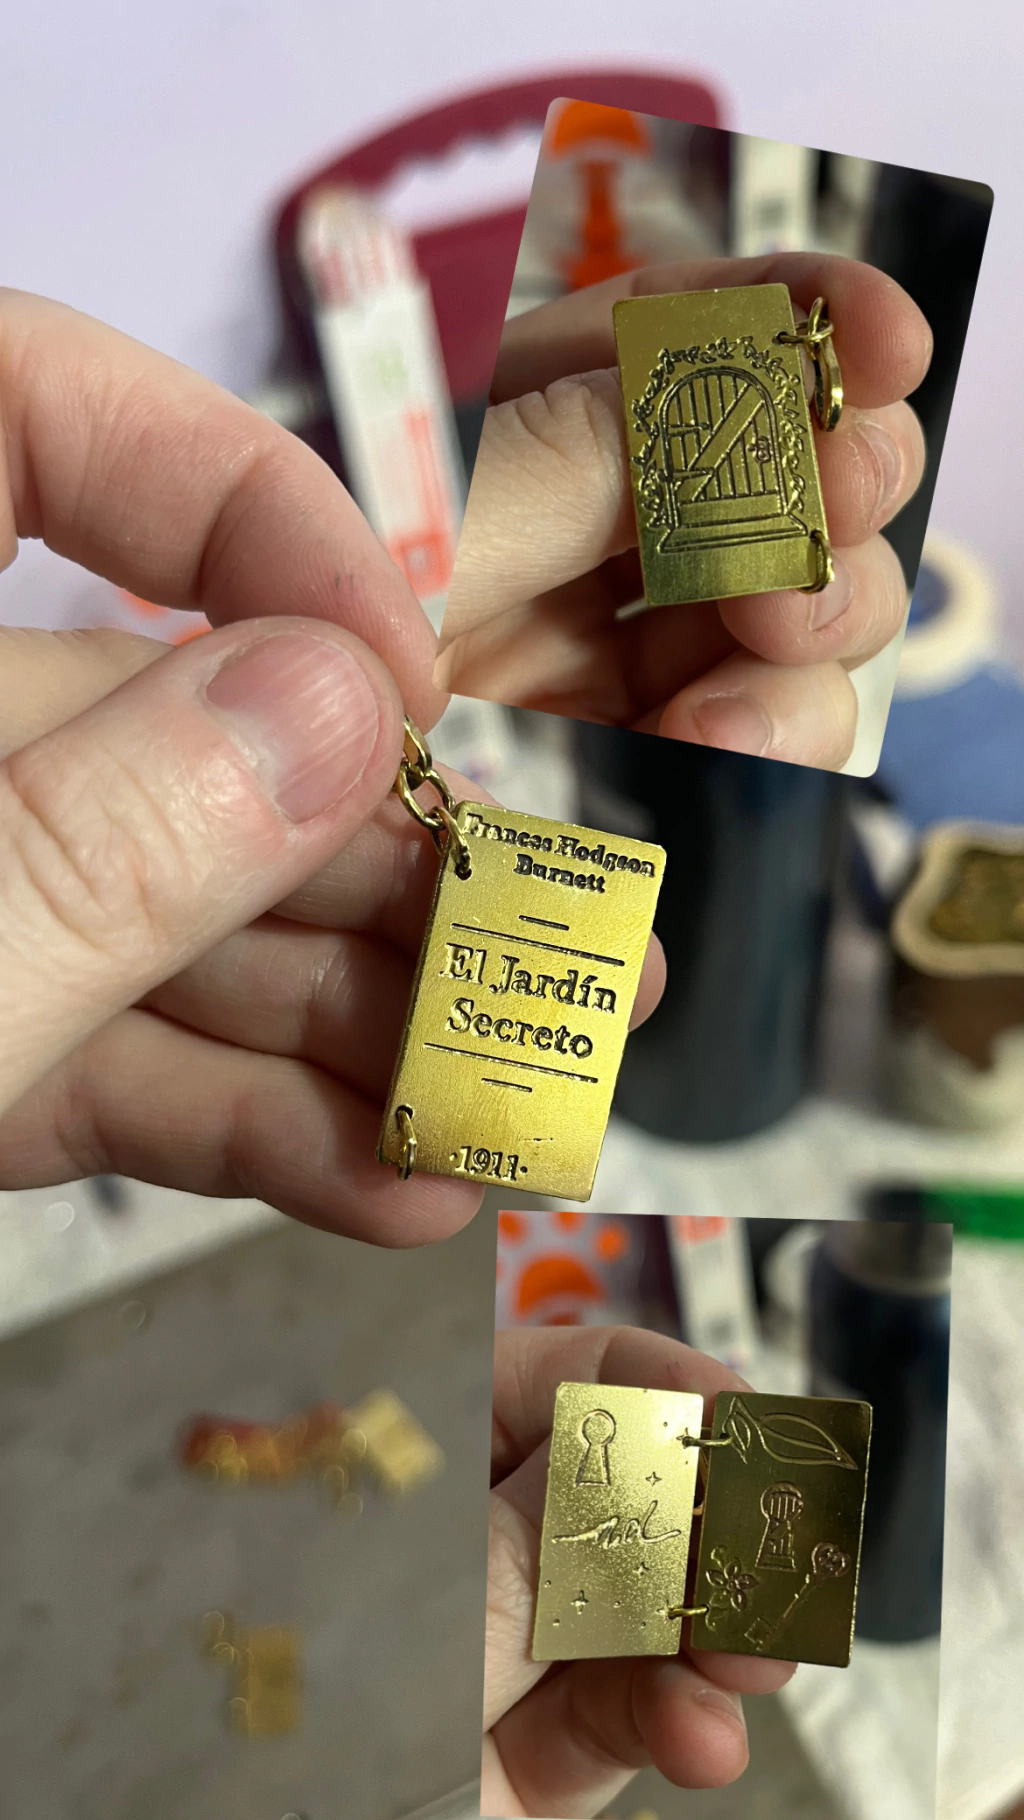 Frances Hodgson
Burnett
El Jardín
Secreto
·1911·